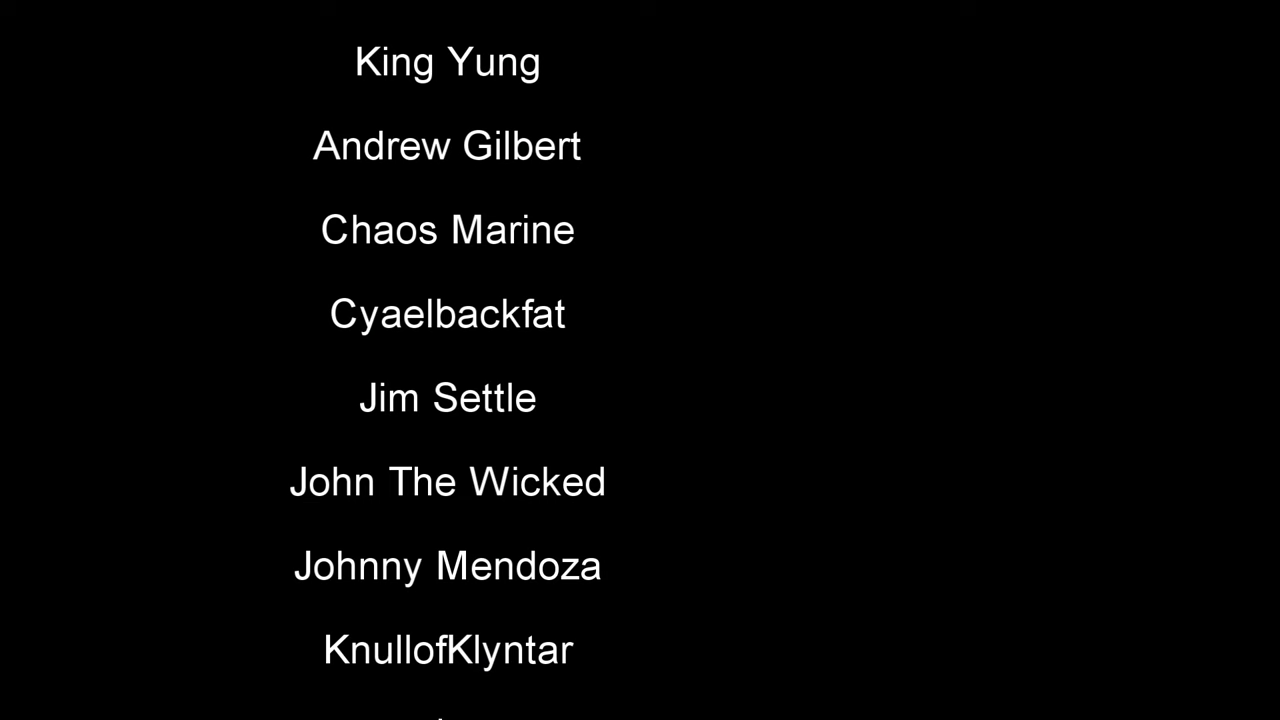 King Yung
Andrew Gilbert
Chaos Marine
Cyaelbackfat
Jim Settle
John The Wicked
Johnny Mendoza
KnullofKlyntar